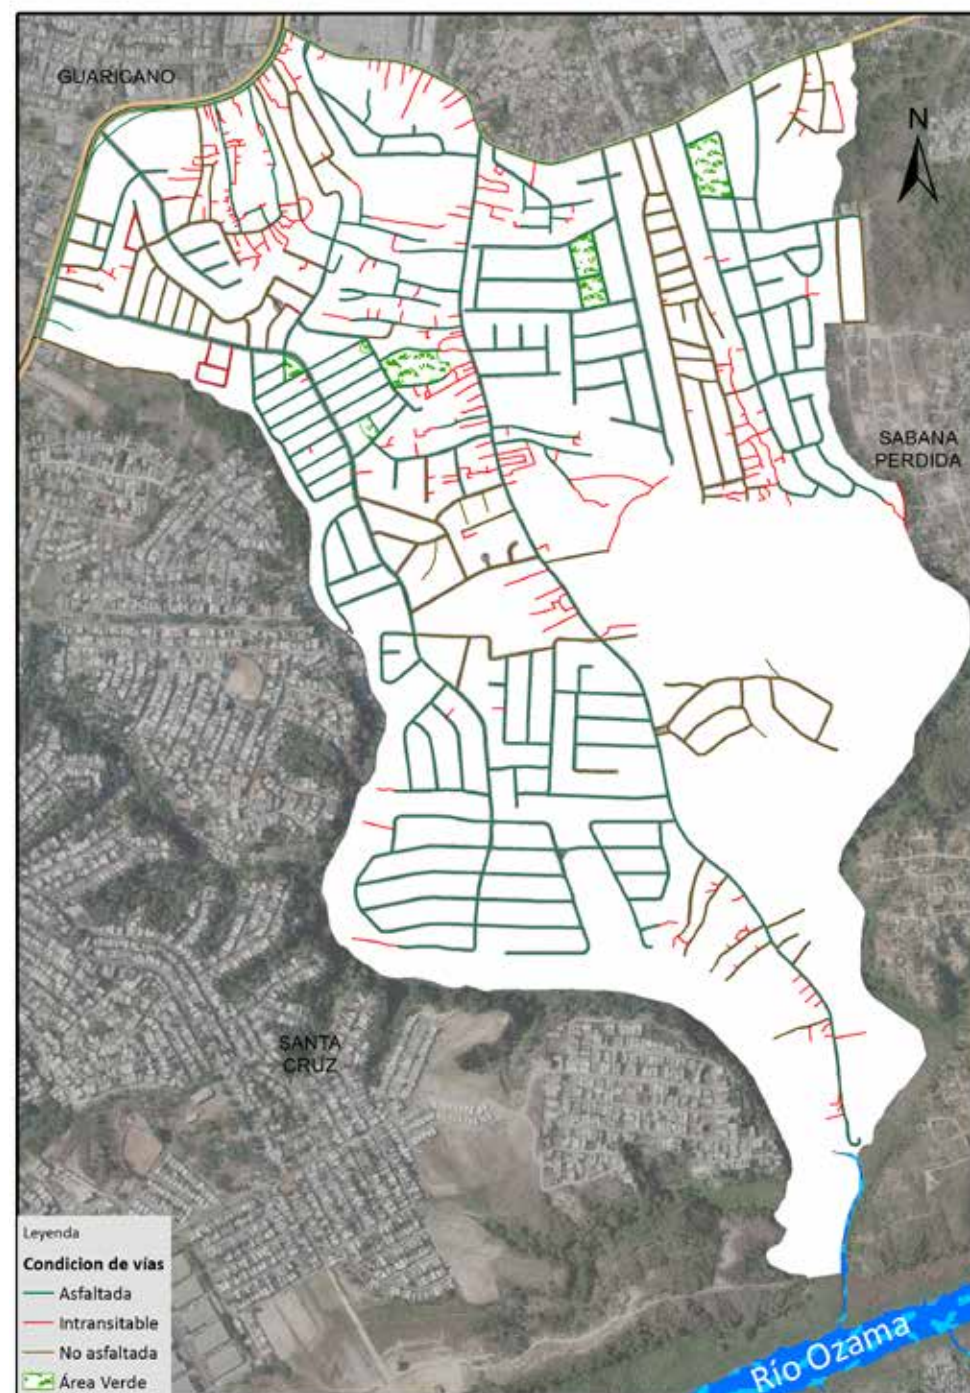 GUARICANO
N
SABANA
PERDIDA
SANTA
CRUZ
Leyenda
Condicion de vías
Asfaltada
Intransitable
No asfaltada
Área Verde
Río Ozama